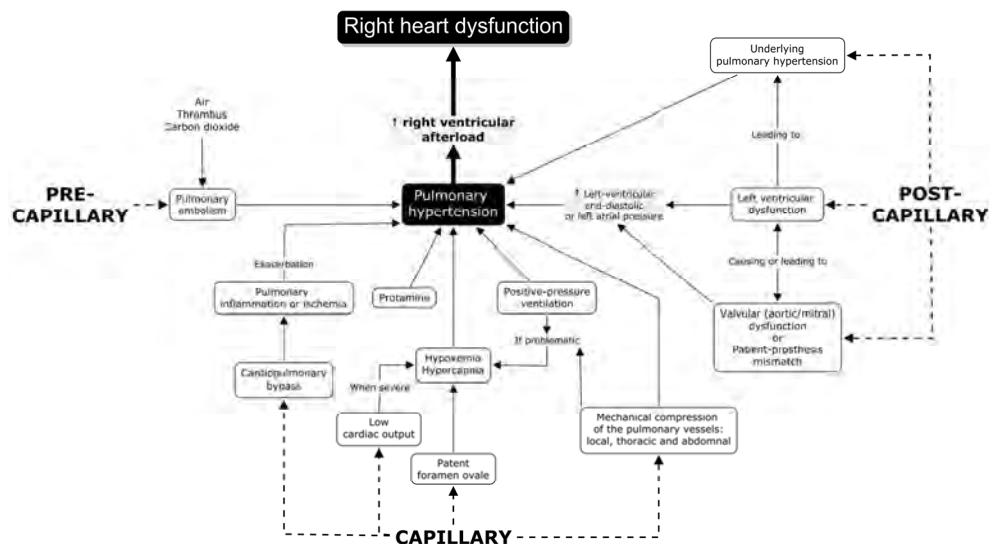 Right heart dysfunction
Underlying
pulmonary hypertension
Air
Thrombus
Carbon dioxide
↑ right ventricular
afterload
Leading to
PRE-
CAPILLARY
Pulmonary
embolism
Pulmonary
hypertension
↑ Left-ventricular
end-diastolic
or left atrial pressure
Left ventricular
dysfunction
POST-
CAPILLARY
Exacerbation
Causing or leading to
Pulmonary
inflammation or ischemia
Protamine
Positive-pressure
ventilation
Valvular (aortic/mitral)
dysfunction
or
Patient-prosthesis
mismatch
If problematic
Hypoxemia
Hypercapnia
Cardiopulmonary
bypass
When severe
Low
cardiac output
Mechanical compression
of the pulmonary vessels:
local, thoracic and abdomnal
Patent
foramen ovale
CAPILLARY